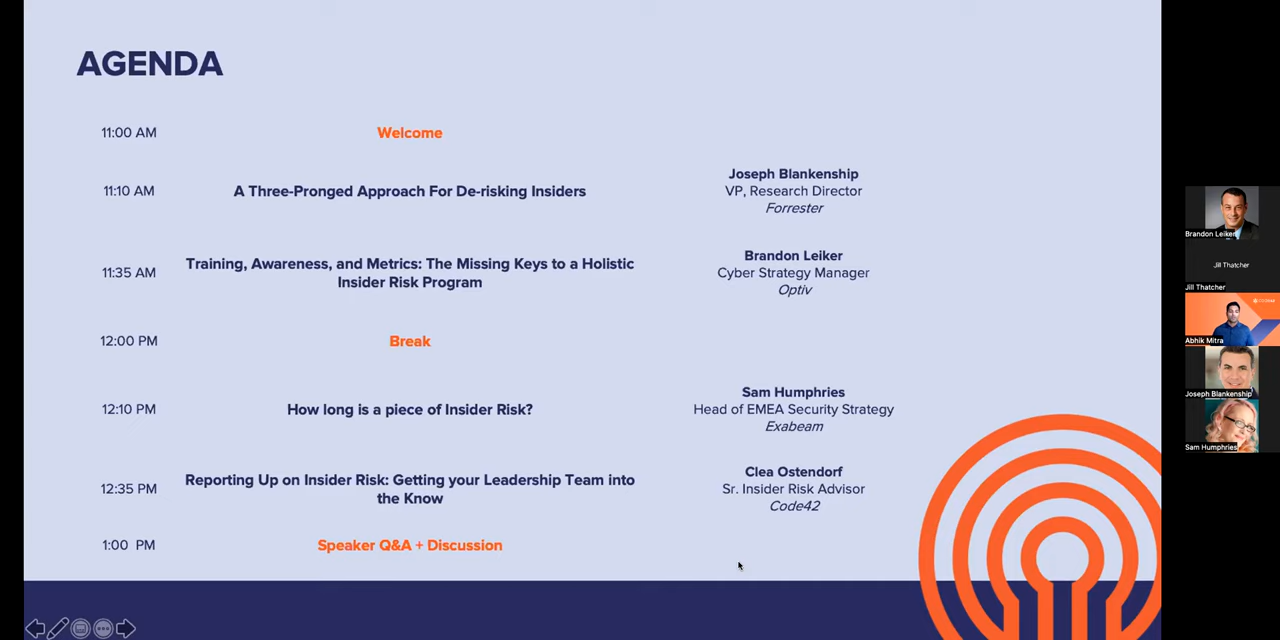 AGENDA
11:00 AM
Welcome
11:10 AM
A Three-Pronged Approach For De-risking Insiders
Joseph Blankenship
VP, Research Director
Forrester
11:35 AM
Training, Awareness, and Metrics: The Missing Keys to a Holistic
Insider Risk Program
Brandon Leiker
Cyber Strategy Manager
Optiv
12:00 PM
Break
12:10 PM
How long is a piece of Insider Risk?
Sam Humphries
Head of EMEA Security Strategy
Exabeam
12:35 PM
Reporting Up on Insider Risk: Getting your Leadership Team into
the Know
Clea Ostendorf
Sr. Insider Risk Advisor
Code42
1:00 PM
Speaker Q&A + Discussion
Brandon Leiker
Jill Thatcher
Jill Thatcher
Abhik Mitra
Joseph Blankenship
Sam Humphries